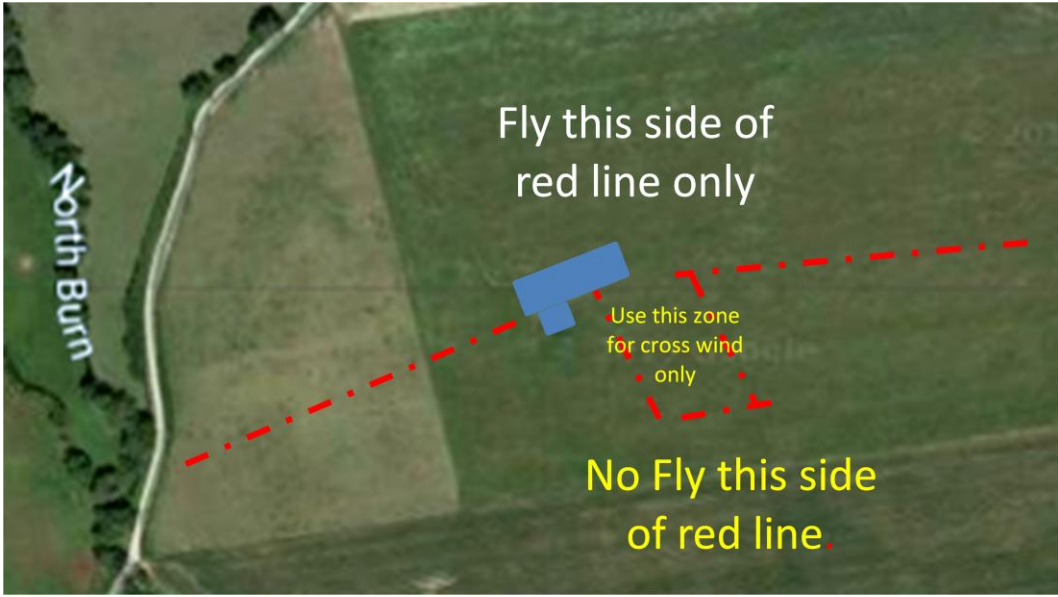 Fly this side of
red line only
North Burn
Use this zone
for cross wind
only
No Fly this side
of red line.